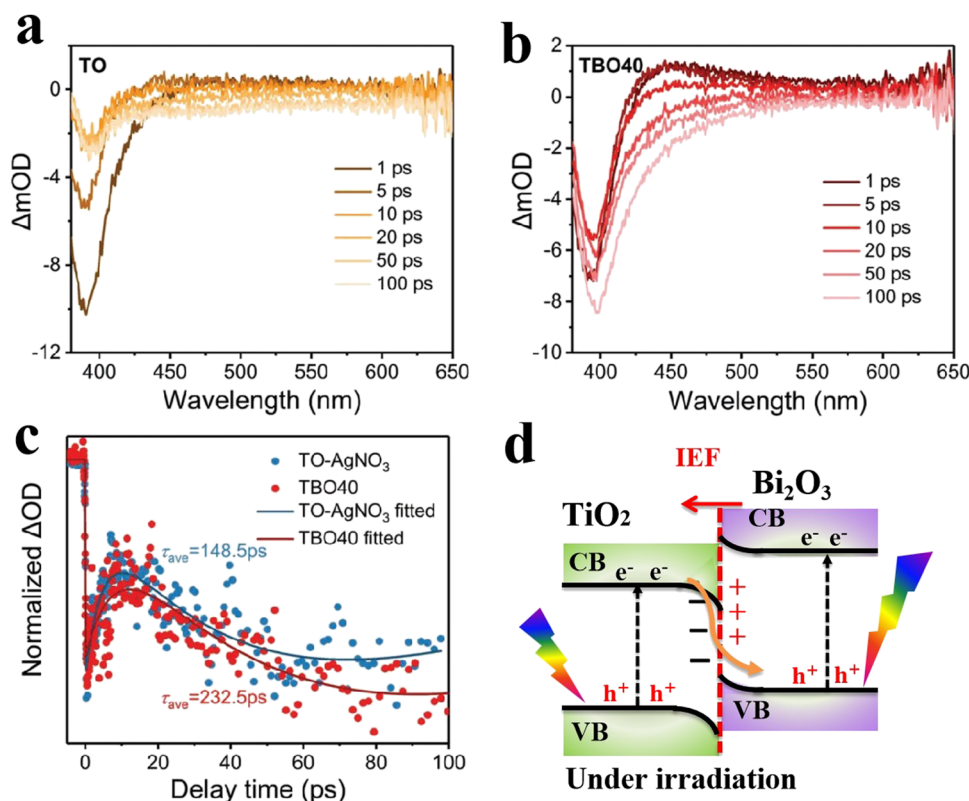 a
TO
0
-4
-8
-12
ΔmOD
1 ps
5 ps
10 ps
20 ps
50 ps
100 ps
400 450 500 550 600 650
Wavelength (nm)
b
TBO40
2
0
-2
-4
-6
-8
-10
ΔmOD
1 ps
5 ps
10 ps
20 ps
50 ps
100 ps
400 450 500 550 600 650
Wavelength (nm)
c
Normalized ΔOD
TO-AgNO₃
TBO40
TO-AgNO₃ fitted
TBO40 fitted
τave=148.5ps
τave=232.5ps
0 20 40 60 80 100
Delay time (ps)
d
IEF
TiO₂
Bi₂O₃
CB
e⁻ e⁻
CB
e⁻ e⁻
+
+
+
h⁺ h⁺
VB
h⁺ h⁺
VB
Under irradiation